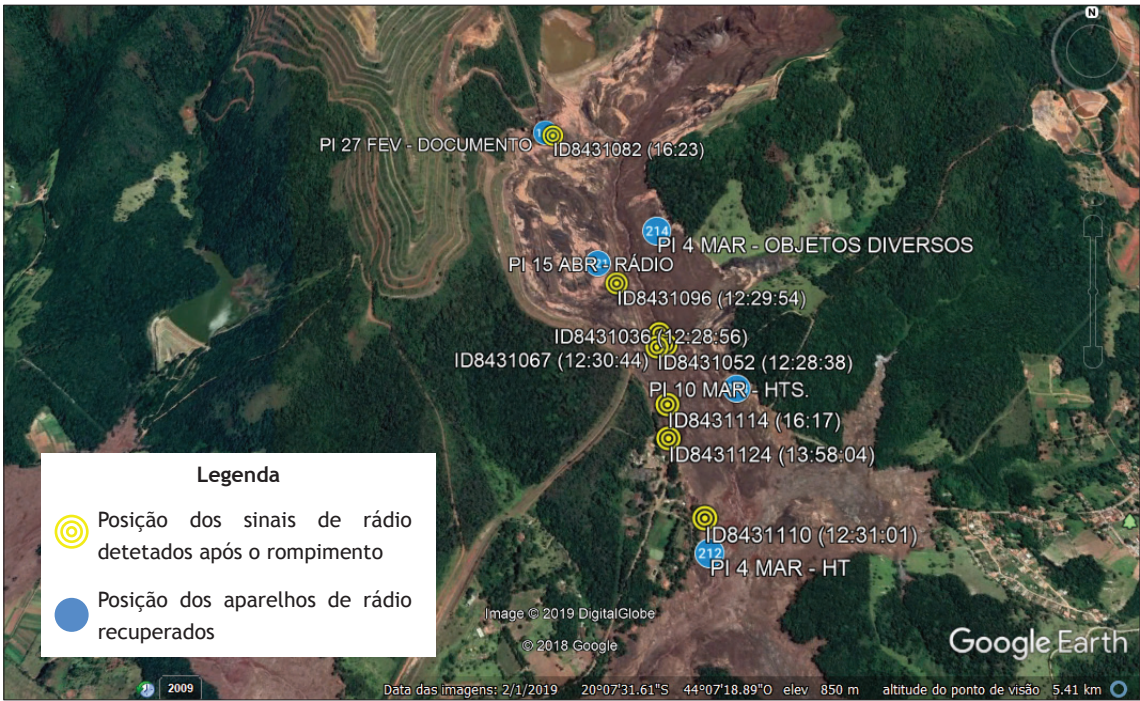 N
PI 27 FEV - DOCUMENTO
ID8431082 (16:23)
214
PI 4 MAR - OBJETOS DIVERSOS
PI 15 ABR - RÁDIO
ID8431096 (12:29:54)
ID8431036 (12:28:56)
ID8431067 (12:30:44)
ID8431052 (12:28:38)
PI 10 MAR - HTS.
ID8431114 (16:17)
ID8431124 (13:58:04)
ID8431110 (12:31:01)
212
PI 4 MAR - HT
Legenda
Posição dos sinais de rádio
detetados após o rompimento
Posição dos aparelhos de rádio
recuperados
Image © 2019 DigitalGlobe
© 2018 Google
Google Earth
2009
Data das imagens: 2/1/2019 20°07'31.61"S 44°07'18.89"O elev 850 m altitude do ponto de visão 5.41 km